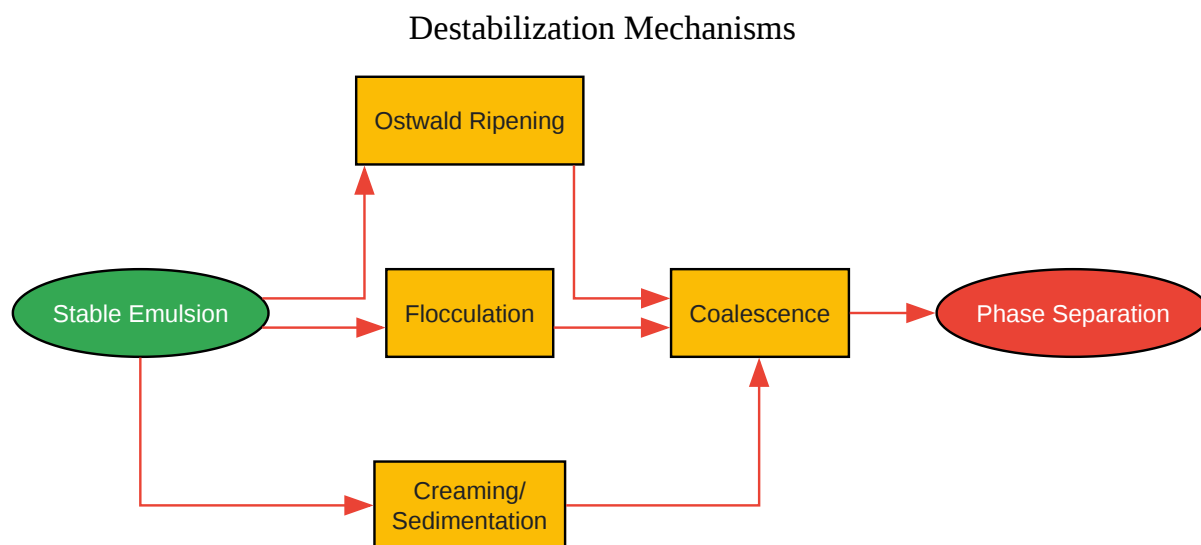 Destabilization Mechanisms
Ostwald Ripening
Stable Emulsion
Flocculation
Coalescence
Phase Separation
Creaming/
Sedimentation